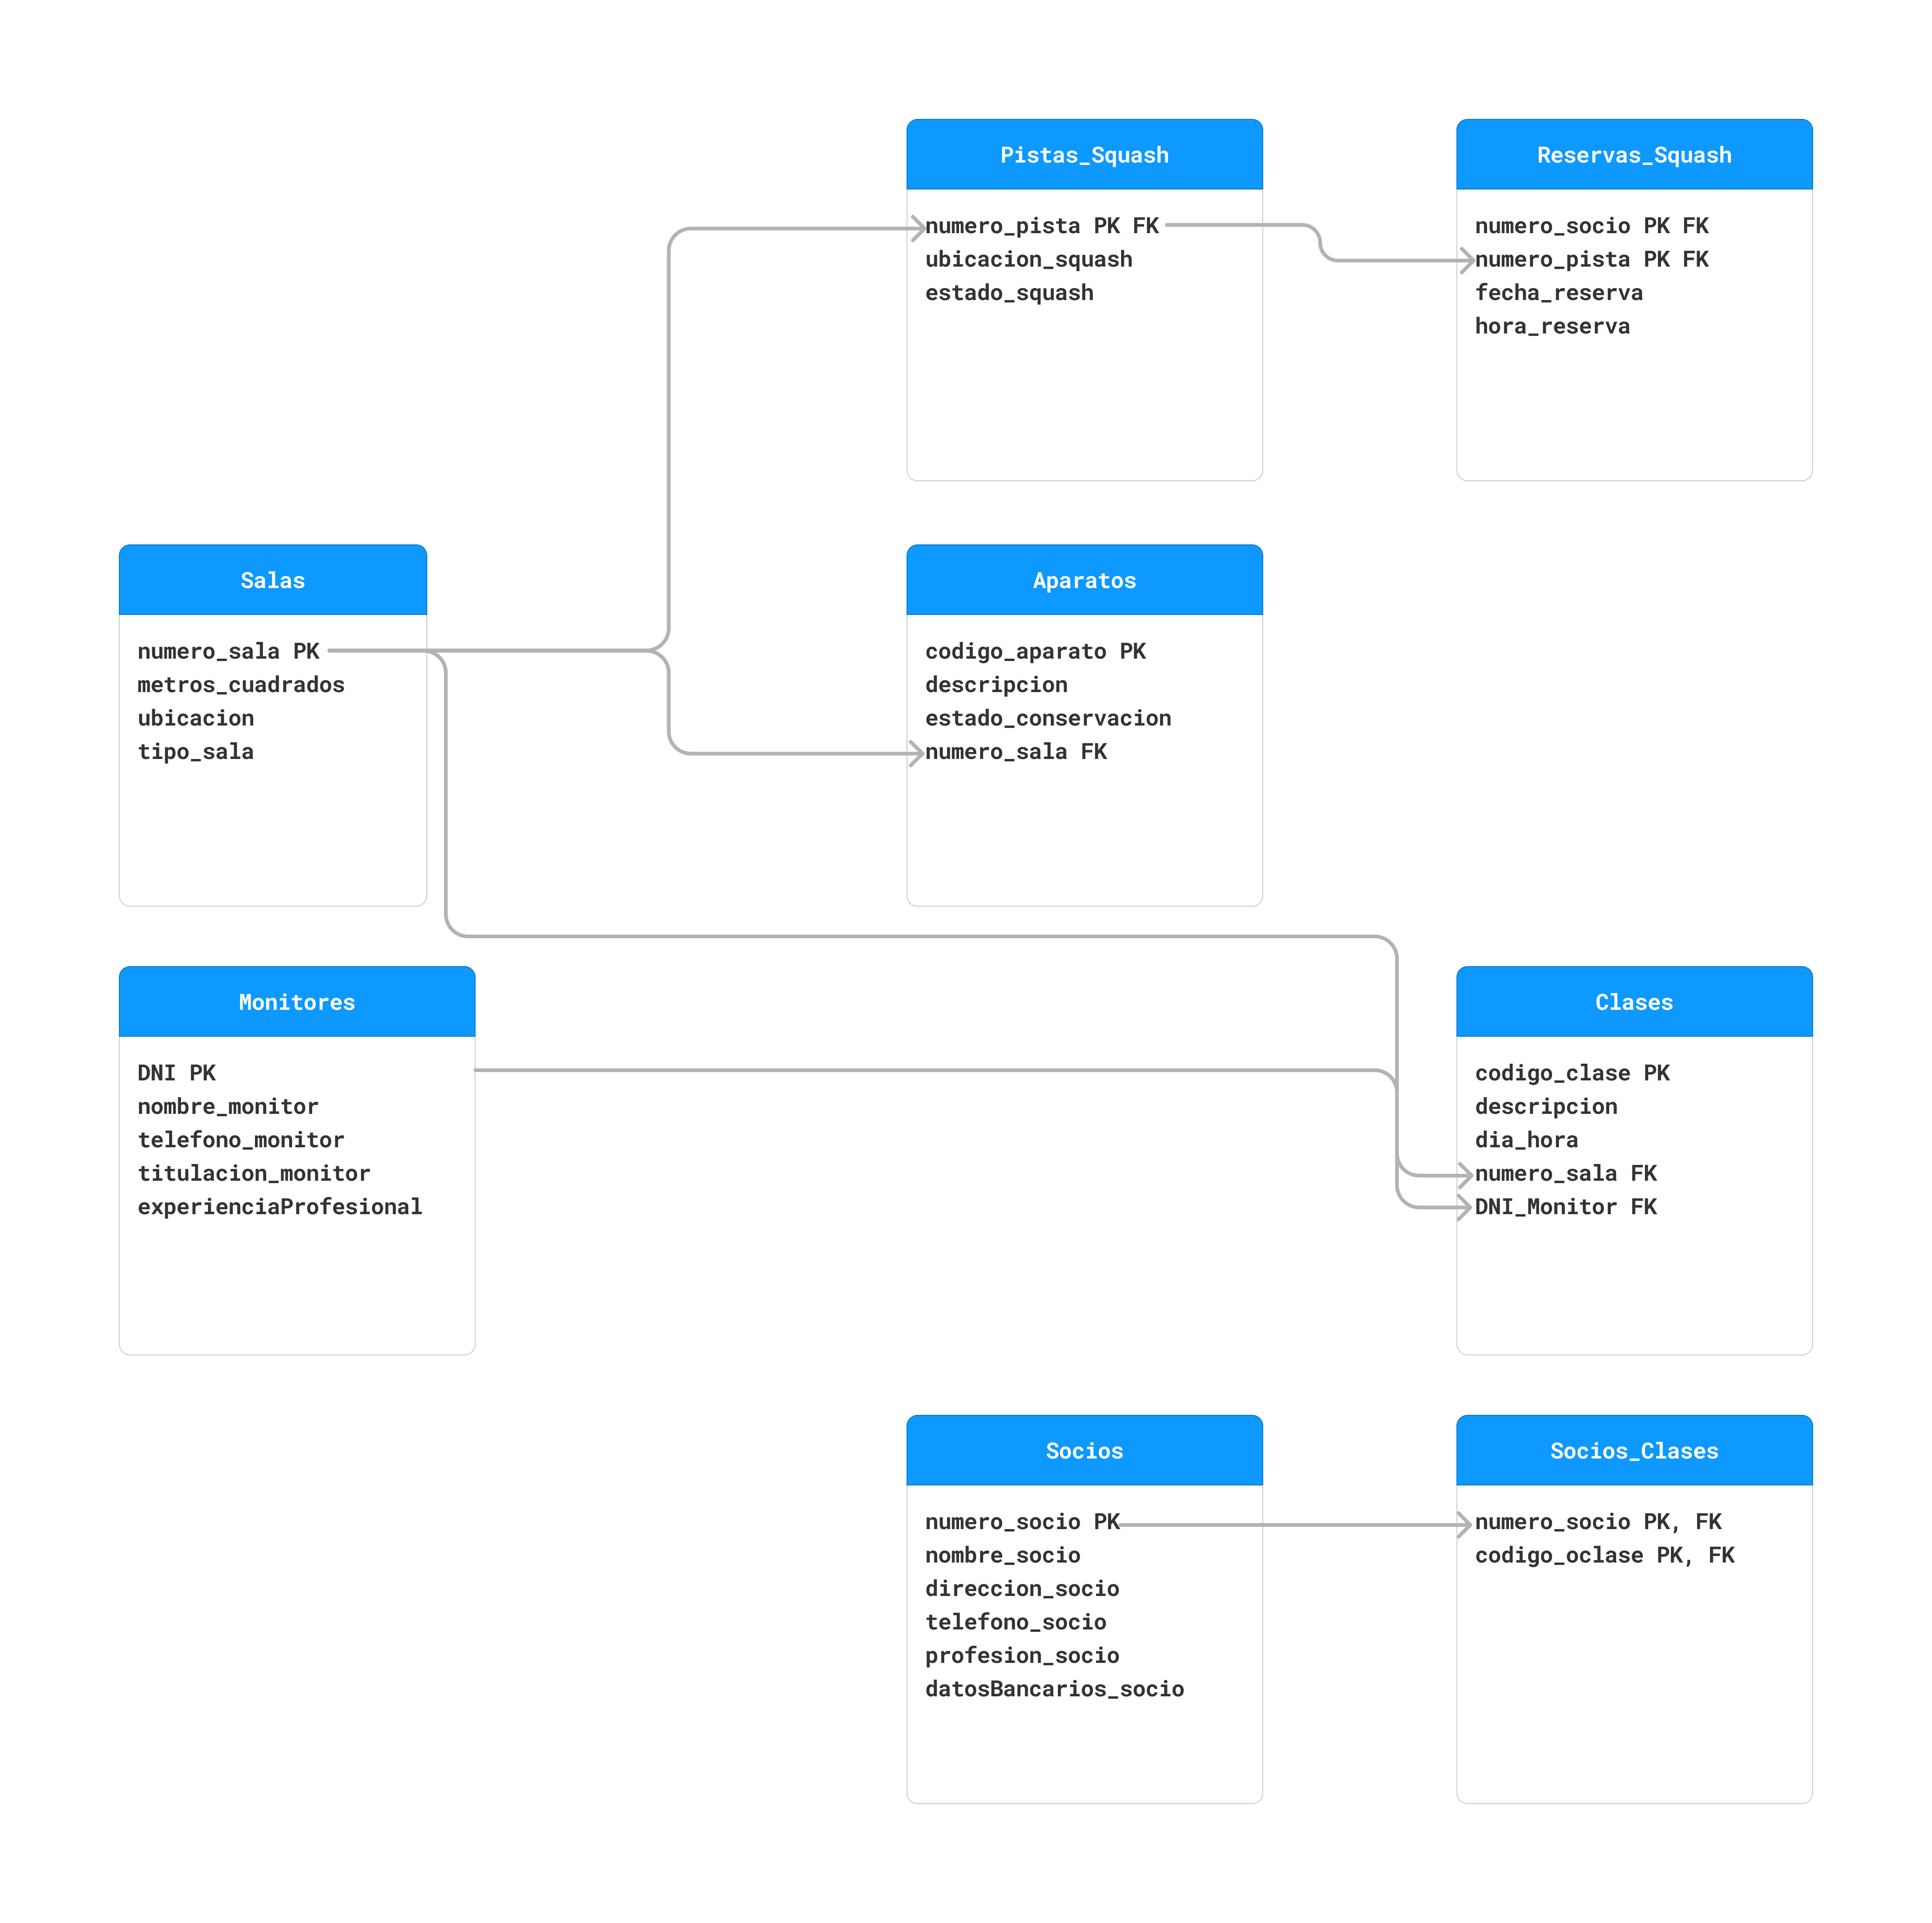 Pistas_Squash
numero_pista PK FK
ubicacion_squash
estado_squash
Reservas_Squash
numero_socio PK FK
numero_pista PK FK
fecha_reserva
hora_reserva
Salas
numero_sala PK
metros_cuadrados
ubicacion
tipo_sala
Aparatos
codigo_aparato PK
descripcion
estado_conservacion
numero_sala FK
Monitores
DNI PK
nombre_monitor
telefono_monitor
titulacion_monitor
experienciaProfesional
Clases
codigo_clase PK
descripcion
dia_hora
numero_sala FK
DNI_Monitor FK
Socios
numero_socio PK
nombre_socio
direccion_socio
telefono_socio
profesion_socio
datosBancarios_socio
Socios_Clases
numero_socio PK, FK
codigo_oclase PK, FK